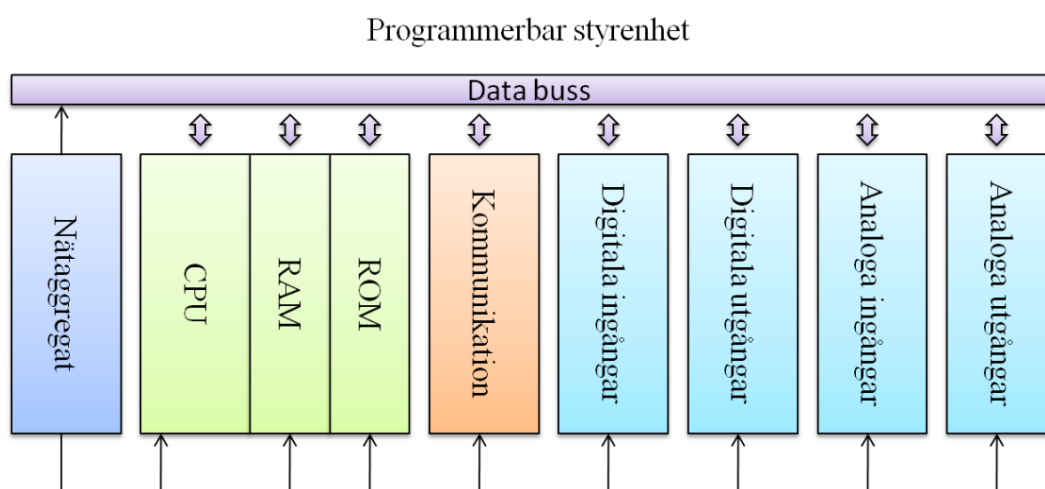 Programmerbar styrenhet
Data buss
Nätaggregat
CPU
RAM
ROM
Kommunikation
Digitala ingångar
Digitala utgångar
Analoga ingångar
Analoga utgångar